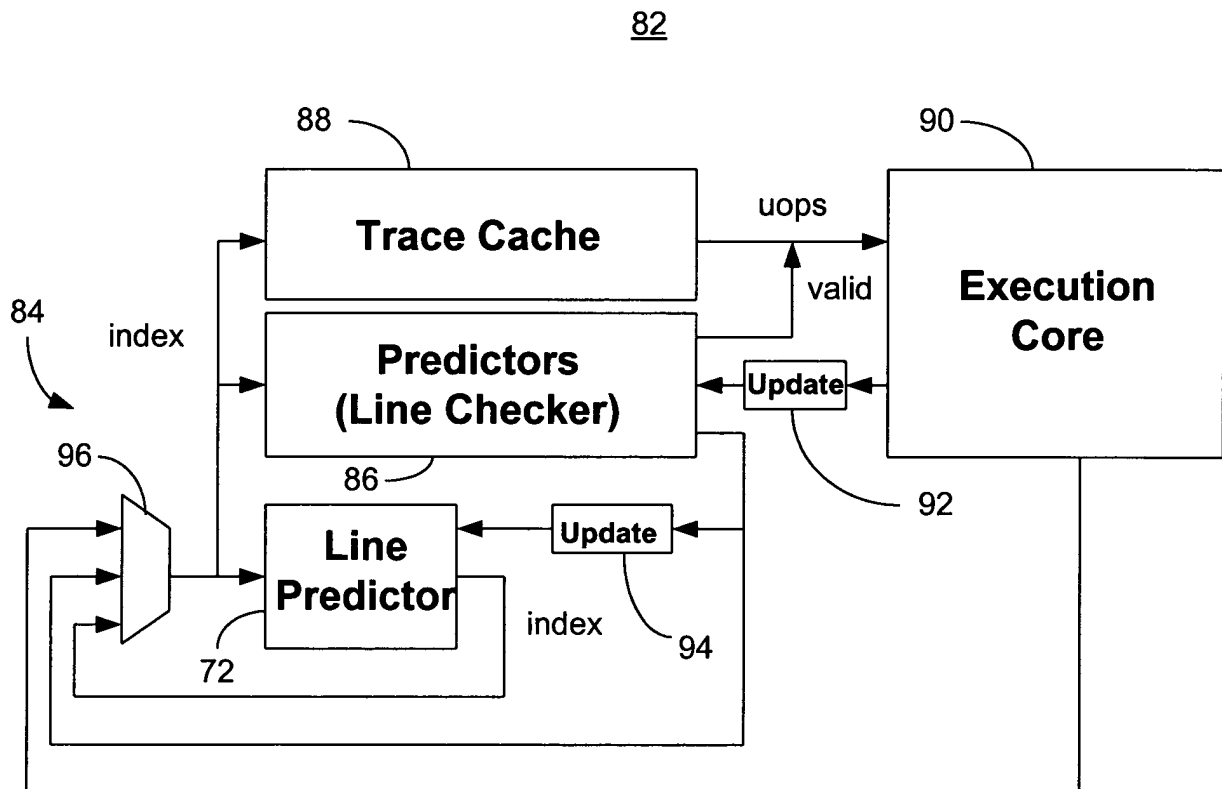 82
88
90
Trace Cache
uops
valid
Execution
Core
84
index
Predictors
(Line Checker)
Update
96
86
92
Line
Predictor
Update
index
72
94